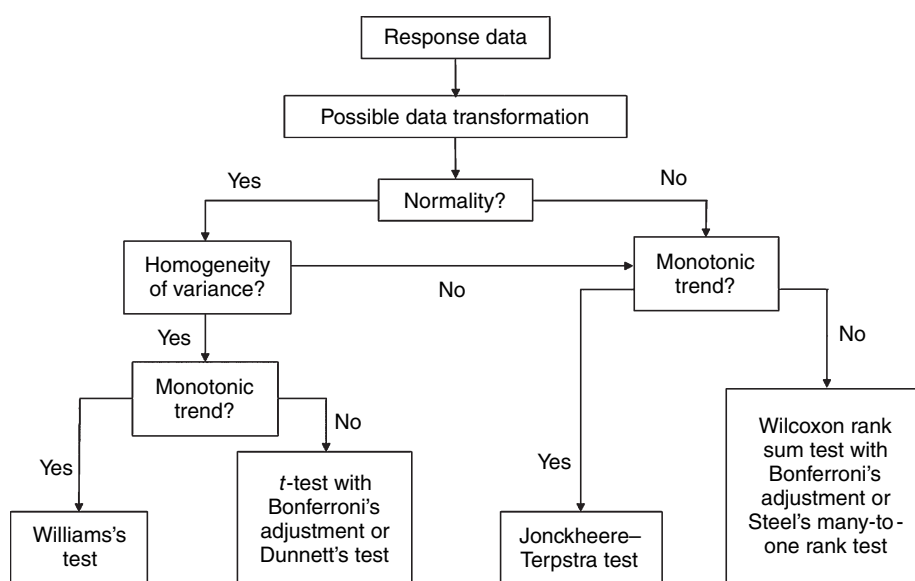 Response data
Possible data transformation
Yes
No
Normality?
Homogeneity
of variance?
No
Monotonic
trend?
Yes
No
Monotonic
trend?
Yes
No
Yes
Williams's
test
t-test with
Bonferroni's
adjustment or
Dunnett's test
Jonckheere–
Terpstra test
Wilcoxon rank
sum test with
Bonferroni's
adjustment or
Steel's many-to-
one rank test